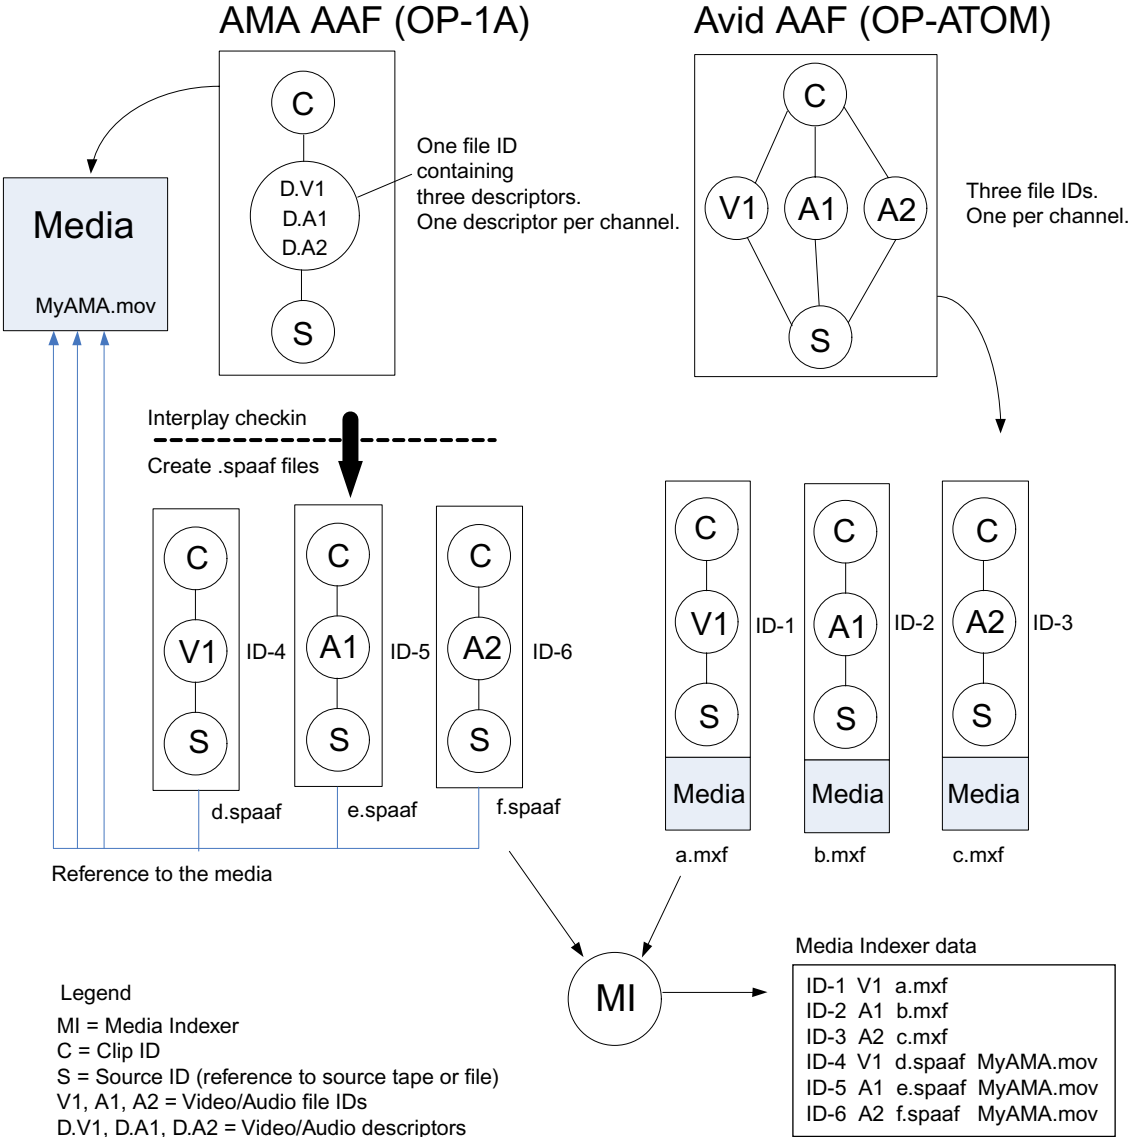 AMA AAF (OP-1A)
Avid AAF (OP-ATOM)
C
D.V1
D.A1
D.A2
S
One file ID
containing
three descriptors.
One descriptor per channel.
C
V1
A1
A2
S
Three file IDs.
One per channel.
Media
MyAMA.mov
Interplay checkin
Create .spaaf files
C
V1
S
ID-4
d.spaaf
C
A1
S
ID-5
e.spaaf
C
A2
S
ID-6
f.spaaf
Reference to the media
C
V1
S
Media
ID-1
a.mxf
C
A1
S
Media
ID-2
b.mxf
C
A2
S
Media
ID-3
c.mxf
MI
Media Indexer data
ID-1 V1 a.mxf
ID-2 A1 b.mxf
ID-3 A2 c.mxf
ID-4 V1 d.spaaf MyAMA.mov
ID-5 A1 e.spaaf MyAMA.mov
ID-6 A2 f.spaaf MyAMA.mov
Legend
MI = Media Indexer
C = Clip ID
S = Source ID (reference to source tape or file)
V1, A1, A2 = Video/Audio file IDs
D.V1, D.A1, D.A2 = Video/Audio descriptors